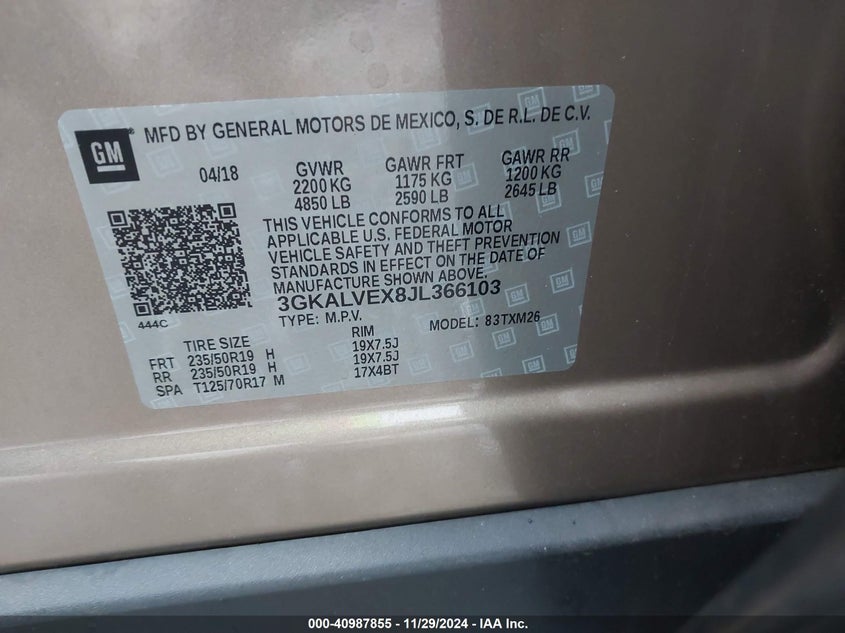 GM
MFD BY GENERAL MOTORS DE MEXICO, S. DE R.L. DE C.V.
04/18 GVWR GAWR FRT GAWR RR
2200 KG 1175 KG 1200 KG
4850 LB 2590 LB 2645 LB
THIS VEHICLE CONFORMS TO ALL
APPLICABLE U.S. FEDERAL MOTOR
VEHICLE SAFETY AND THEFT PREVENTION
STANDARDS IN EFFECT ON THE DATE OF
MANUFACTURE SHOWN ABOVE.
3GKALVEX8JL366103
444C TYPE: M.P.V. MODEL: 83TXM26
TIRE SIZE RIM
FRT 235/50R19 H 19X7.5J
RR 235/50R19 H 19X7.5J
SPA T125/70R17 M 17X4BT
000-40987855 - 11/29/2024 - IAA Inc.